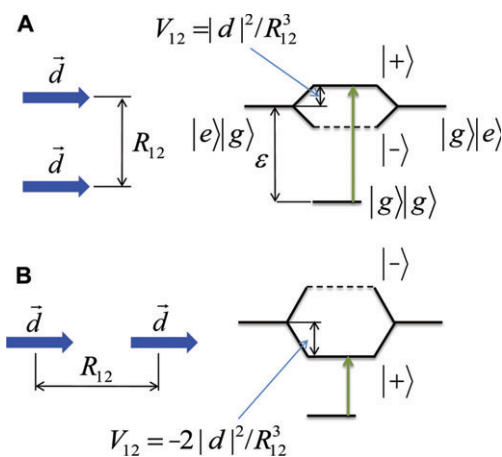 A
V₁₂=|d|²/R₁₂³
d⃗
|+⟩
R₁₂
|e⟩|g⟩
ε
|−⟩
|g⟩|e⟩
d⃗
|g⟩|g⟩
B
|−⟩
d⃗ d⃗
R₁₂
|+⟩
V₁₂=−2|d|²/R₁₂³